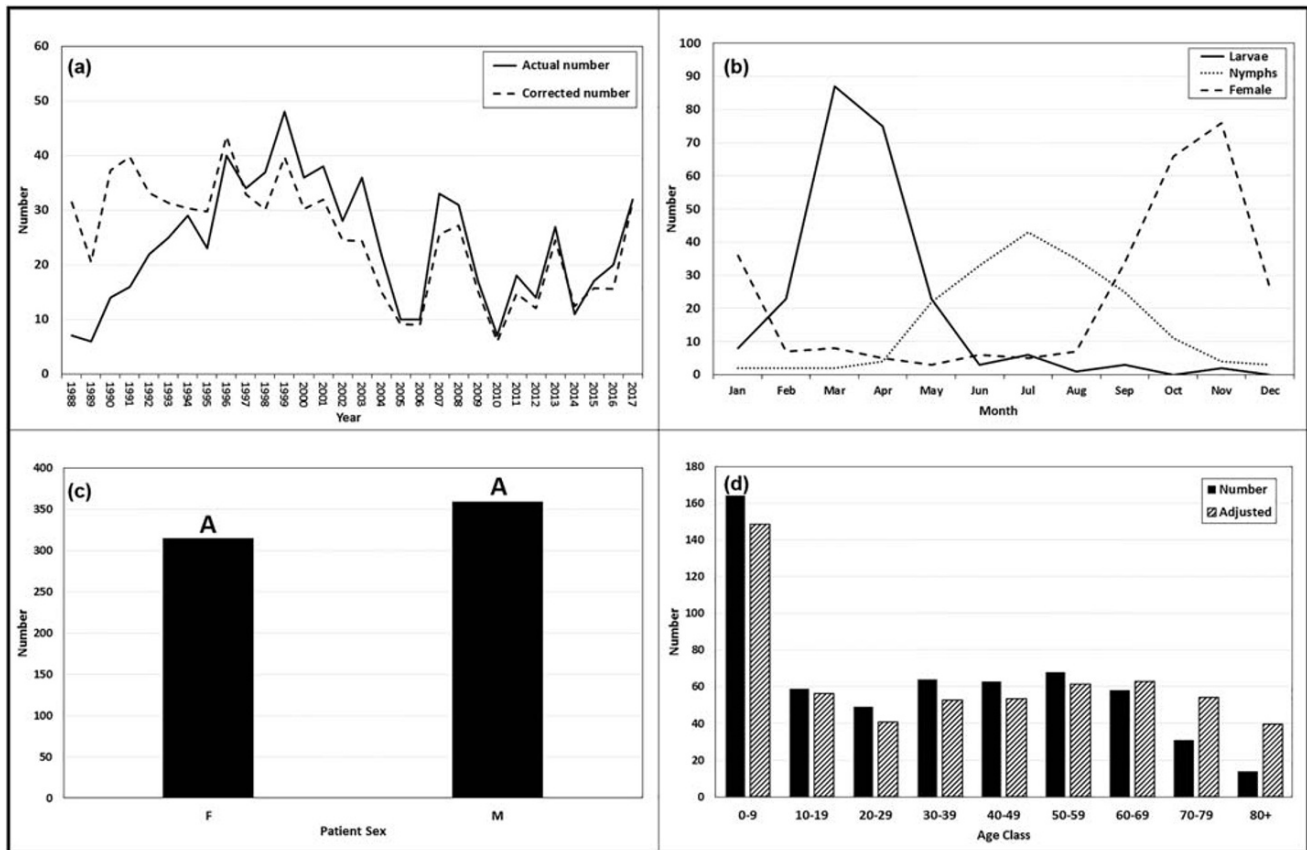 (a)
Actual number
Corrected number
60
50
40
30
20
10
0
Number
1988 1989 1990 1991 1992 1993 1994 1995 1996 1997 1998 1999 2000 2001 2002 2003 2004 2005 2006 2007 2008 2009 2010 2011 2012 2013 2014 2015 2016 2017
Year
(b)
Larvae
Nymphs
Female
100
90
80
70
60
50
40
30
20
10
0
Number
Jan Feb Mar Apr May Jun Jul Aug Sep Oct Nov Dec
Month
(c)
400
350
300
250
200
150
100
50
0
Number
A A
F M
Patient Sex
(d)
Number
Adjusted
180
160
140
120
100
80
60
40
20
0
Number
0-9 10-19 20-29 30-39 40-49 50-59 60-69 70-79 80+
Age Class